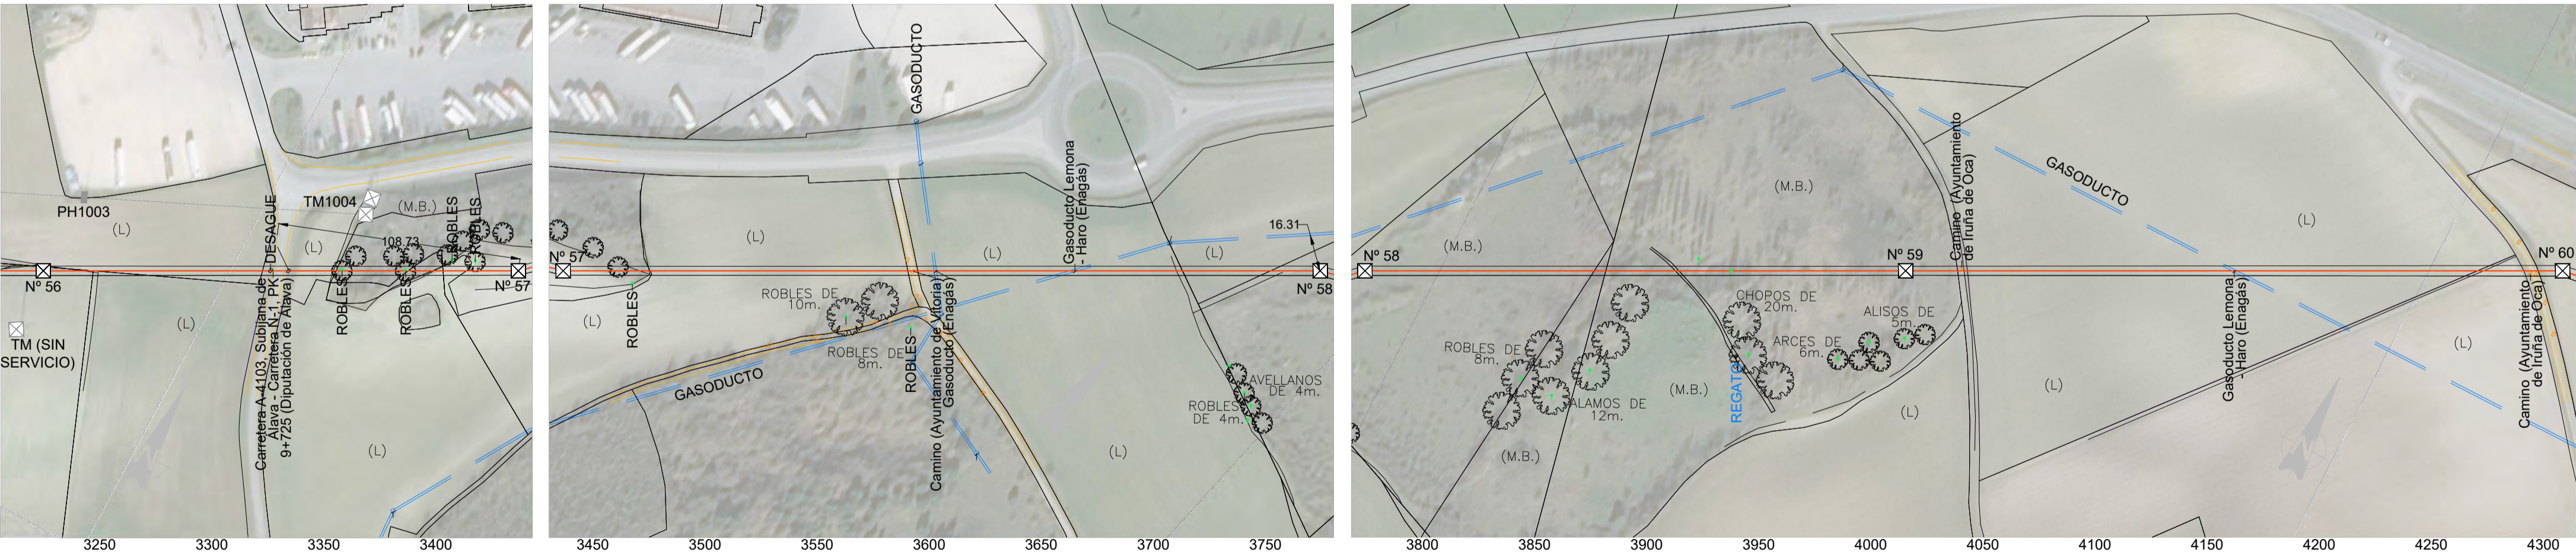 PH1003
(L)
Nº 56
TM (SIN
SERVICIO)
(L)
Carretera A-4103, Subijana de
Alava - Carretera N-1, PK
9+725 (Diputación de Álava)
DESAGUE
TM1004
(L)
108.73
(M.B.)
ROBLES
ROBLES
ROBLES
ROBLES
Nº 57
(L)
3250
3300
3350
3400
Nº 57
(L)
ROBLES
(L)
GASODUCTO
ROBLES DE
10m.
ROBLES DE
8m.
GASODUCTO
ROBLES
Camino (Ayuntamiento de Vitoria)
Gasoducto (Enagás)
(L)
Gasoducto Lemona
- Haro (Enagás)
(L)
(L)
16.31
Nº 58
AVELLANOS
DE 4m.
ROBLES
DE 4m.
3450
3500
3550
3600
3650
3700
3750
Nº 58
(M.B.)
(M.B.)
Nº 59
Camino (Ayuntamiento
de Iruña de Oca)
GASODUCTO
(L)
Nº 60
ROBLES DE
8m.
ALAMOS DE
12m.
(M.B.)
(M.B.)
REGATO
CHOPOS DE
20m.
ARCES DE
6m.
ALISOS DE
5m.
(L)
(L)
Gasoducto Lemona
- Haro (Enagás)
(L)
Camino (Ayuntamiento
de Iruña de Oca)
3800
3850
3900
3950
4000
4050
4100
4150
4200
4250
4300